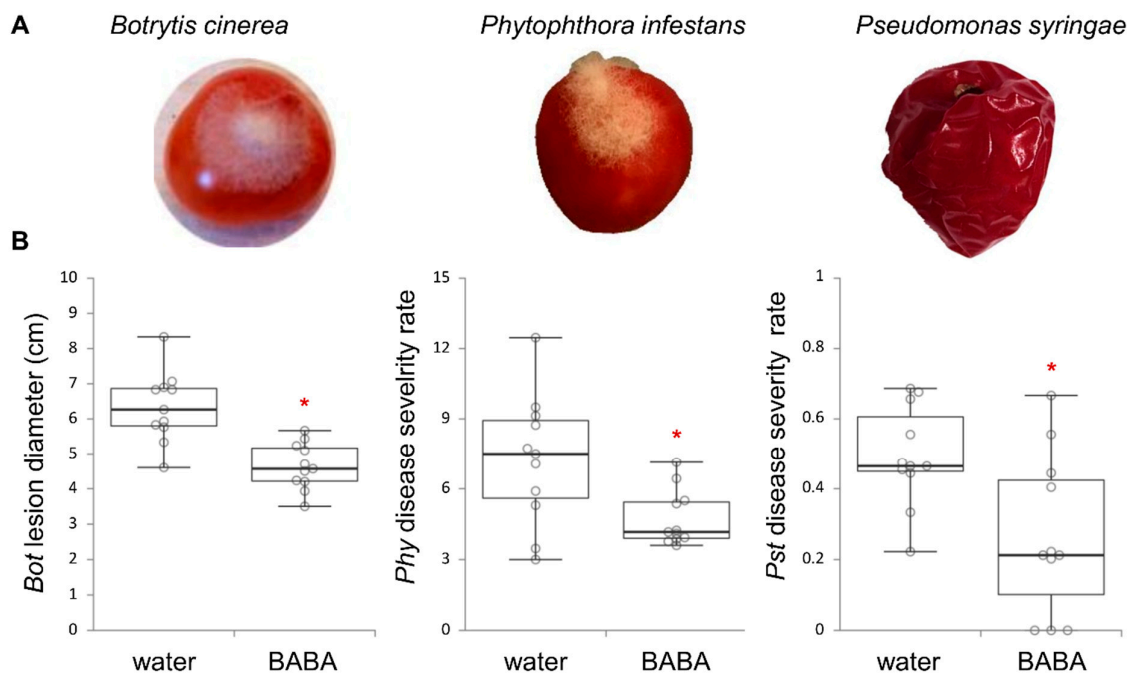 A
Botrytis cinerea
Phytophthora infestans
Pseudomonas syringae
B
Bot lesion diameter (cm)
10
9
8
7
6
5
4
3
2
1
0
water
BABA
*
Phy disease sevelrity rate
15
12
9
6
3
0
water
BABA
*
Pst disease severity rate
1
0.8
0.6
0.4
0.2
0
water
BABA
*